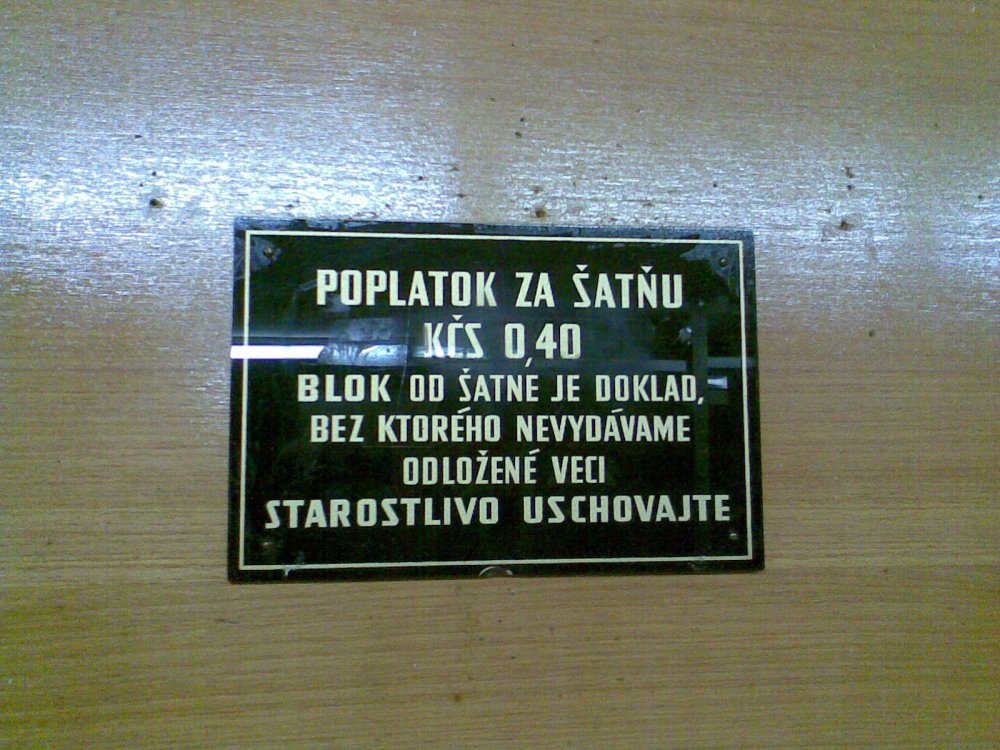 POPLATOK ZA ŠATŇU
KČS 0,40
BLOK OD ŠATNE JE DOKLAD,
BEZ KTORÉHO NEVYDÁVAME
ODLOŽENÉ VECI
STAROSTLIVO USCHOVAJTE